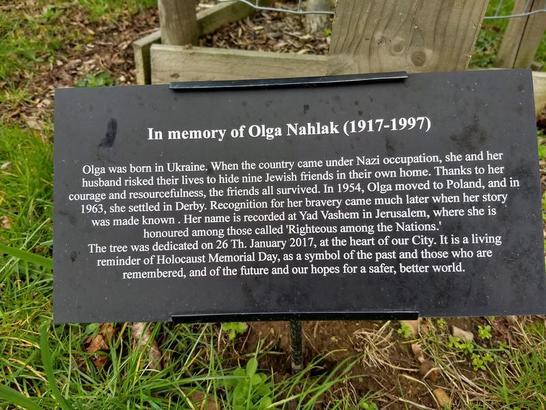 In memory of Olga Nahlak (1917-1997)
Olga was born in Ukraine. When the country came under Nazi occupation, she and her
husband risked their lives to hide nine Jewish friends in their own home. Thanks to her
courage and resourcefulness, the friends all survived. In 1954, Olga moved to Poland, and in
1963, she settled in Derby. Recognition for her bravery came much later when her story
was made known . Her name is recorded at Yad Vashem in Jerusalem, where she is
honoured among those called 'Righteous among the Nations.'
The tree was dedicated on 26 Th. January 2017, at the heart of our City. It is a living
reminder of Holocaust Memorial Day, as a symbol of the past and those who are
remembered, and of the future and our hopes for a safer, better world.